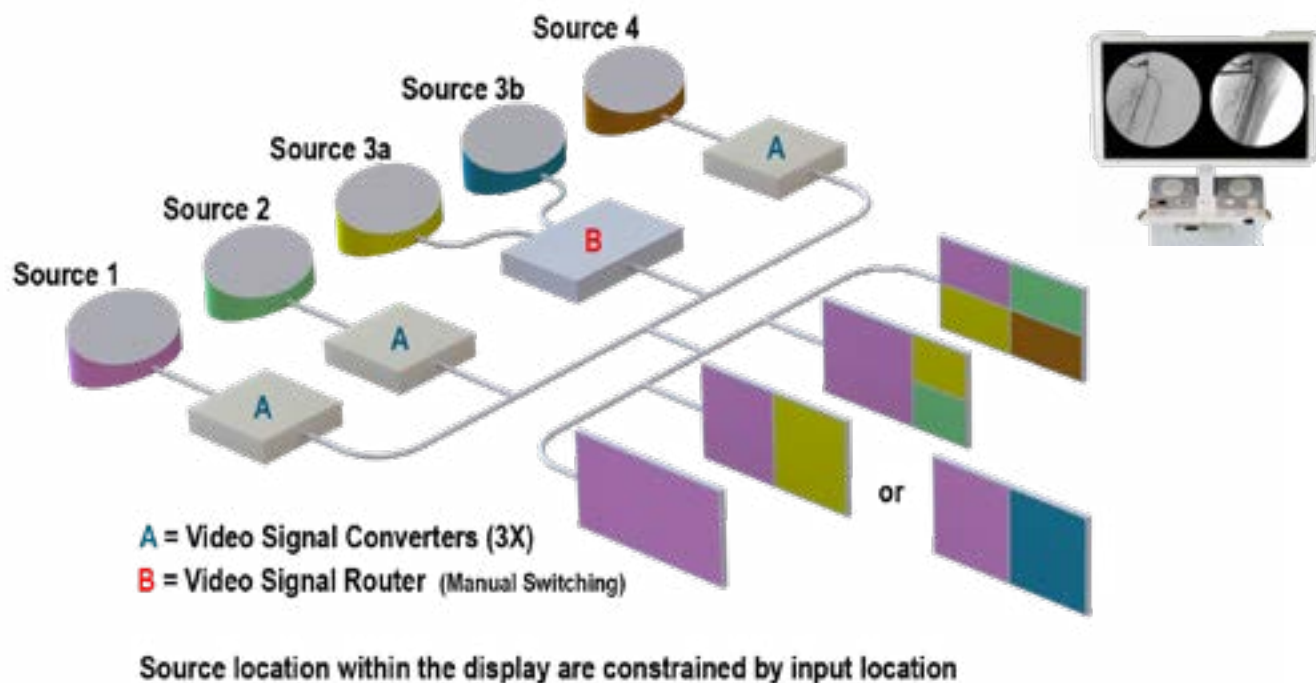 Source 4
Source 3b
Source 3a
Source 2
Source 1
A
B
A
A
or
A = Video Signal Converters (3X)
B = Video Signal Router (Manual Switching)
Source location within the display are constrained by input location